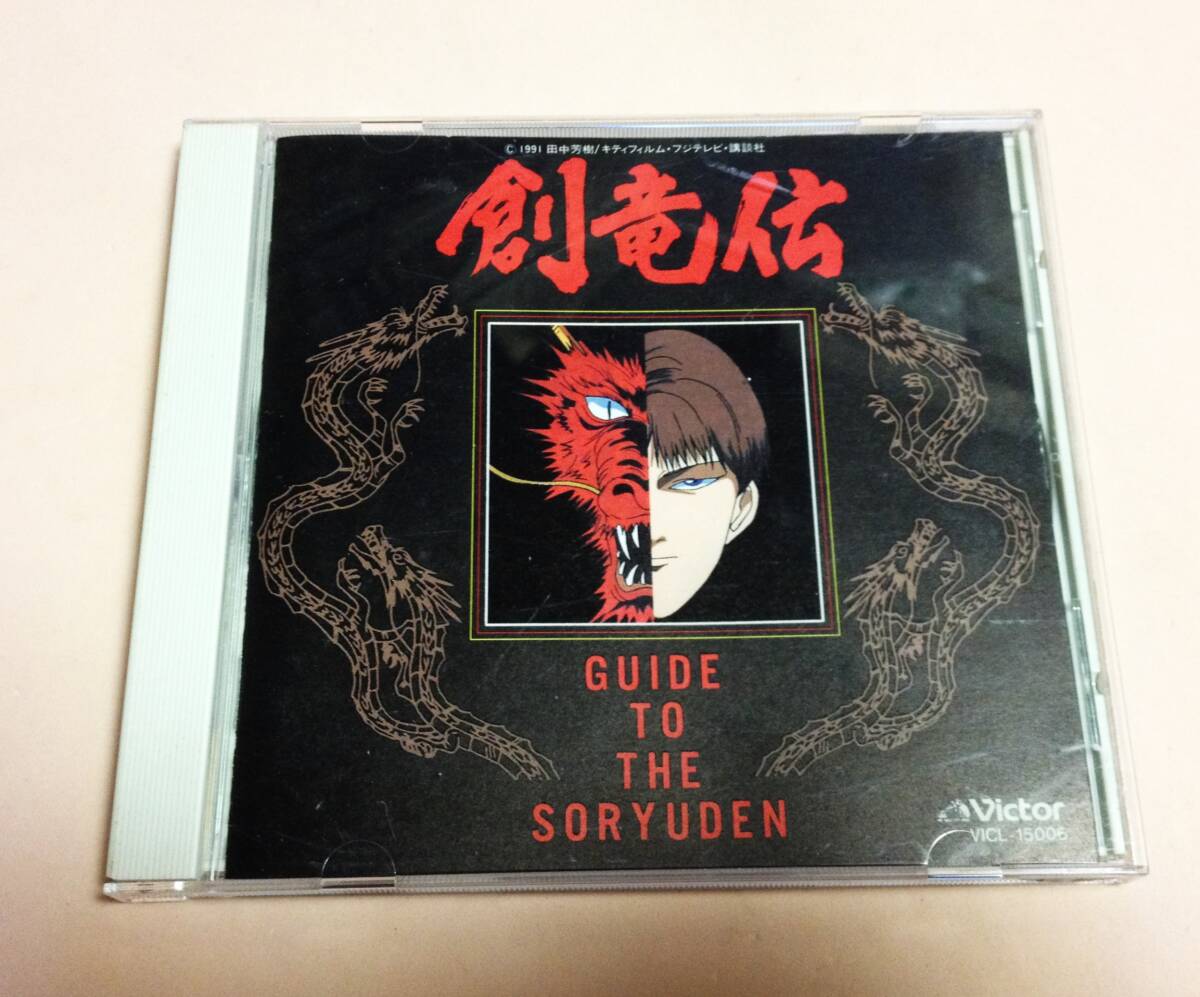 © 1991 田中芳樹/キティフィルム・フジテレビ・講談社
創竜伝
GUIDE
TO
THE
SORYUDEN
Victor
VICL-15006